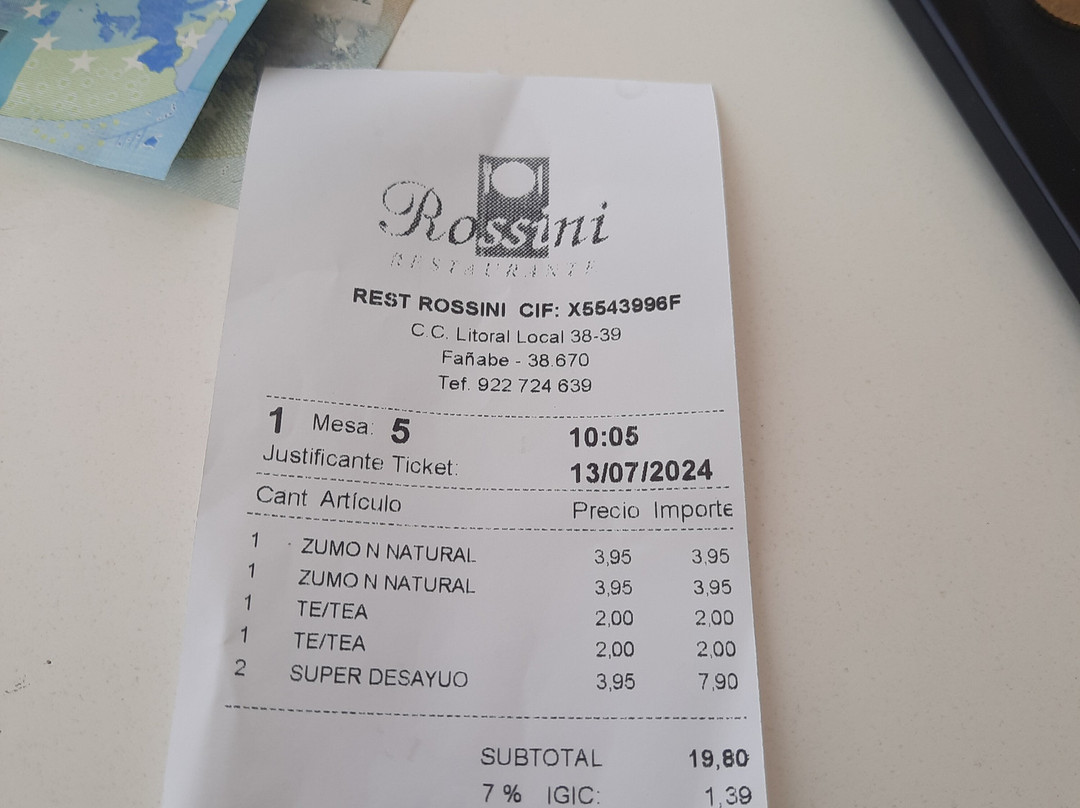 Rossini
RESTAURANTE
REST ROSSINI CIF: X5543996F
C.C. Litoral Local 38-39
Fañabe - 38.670
Tef. 922 724 639
1 Mesa: 5 10:05
Justificante Ticket: 13/07/2024
Cant Artículo Precio Importe
1 ZUMO N NATURAL 3,95 3,95
1 ZUMO N NATURAL 3,95 3,95
1 TE/TEA 2,00 2,00
1 TE/TEA 2,00 2,00
2 SUPER DESAYUO 3,95 7,90
SUBTOTAL 19,80
7 % IGIC: 1,39